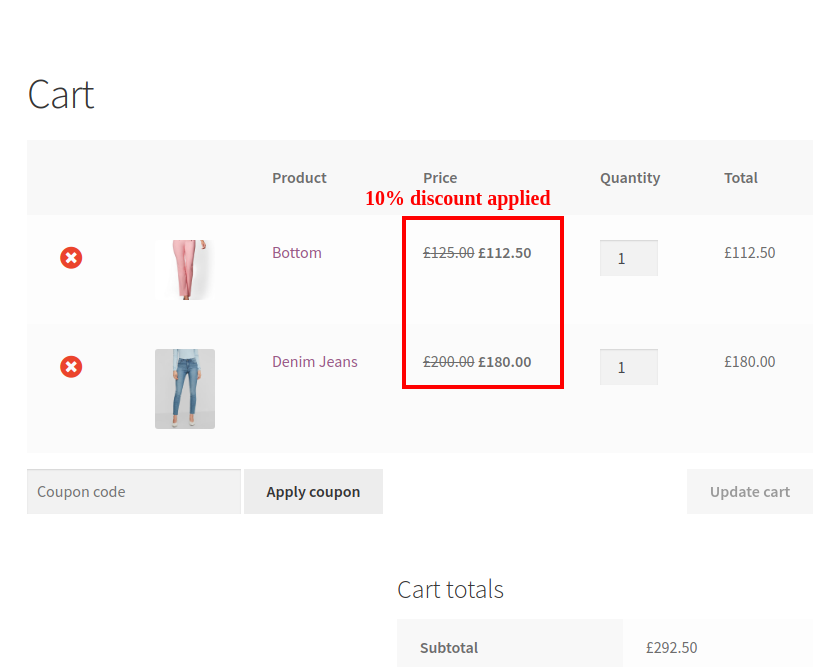 Cart
Product Price Quantity Total
10% discount applied
Bottom £125.00 £112.50 1 £112.50
Denim Jeans £200.00 £180.00 1 £180.00
Coupon code Apply coupon Update cart
Cart totals
Subtotal £292.50